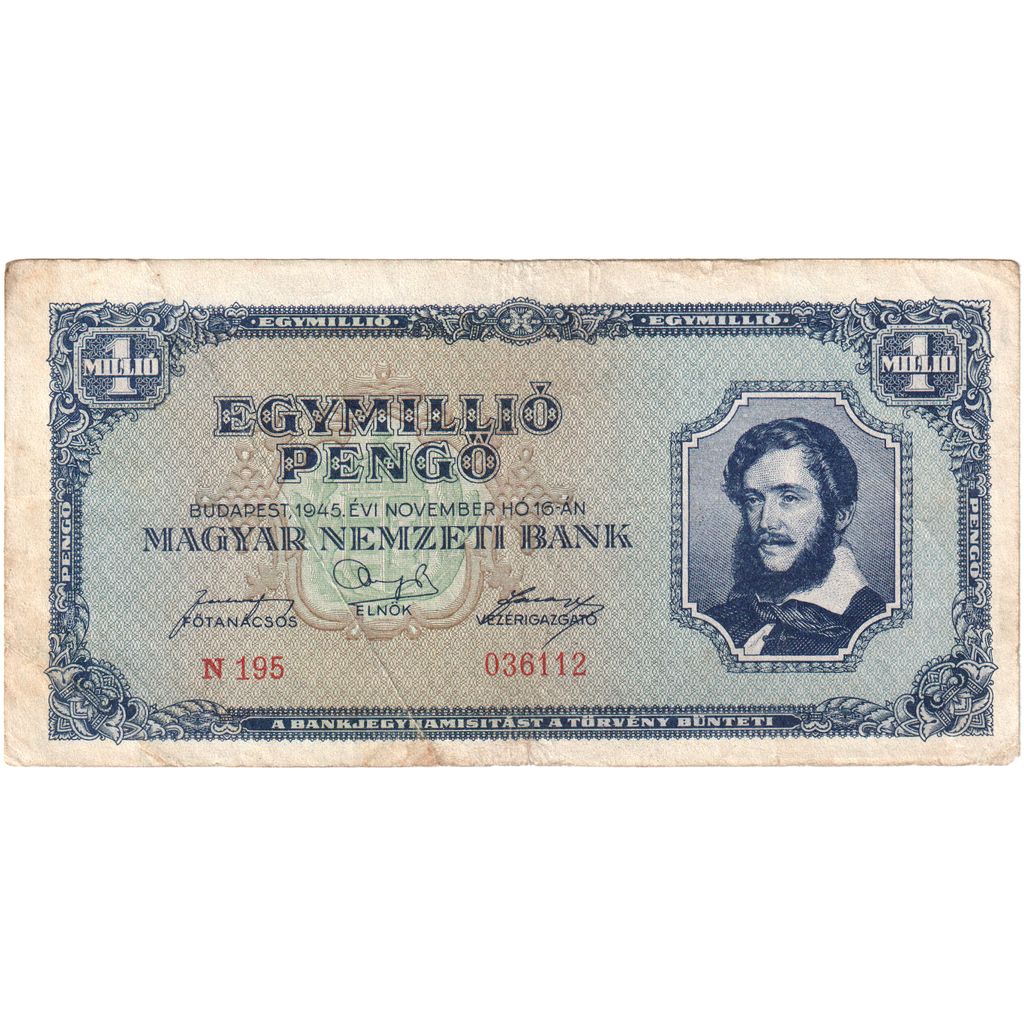 EGYMILLIÓ · EGYMILLIÓ ·
1 MILLIÓ 1 MILLIÓ
EGYMILLIÓ
PENGŐ
BUDAPEST, 1945. ÉVI NOVEMBER HÓ 16-ÁN
MAGYAR NEMZETI BANK
FŐTANÁCSOS ELNÖK VEZÉRIGAZGATÓ
PENGŐ PENGŐ
N 195 036112
A BANKJEGYHAMISITÁST A TÖRVÉNY BÜNTETI